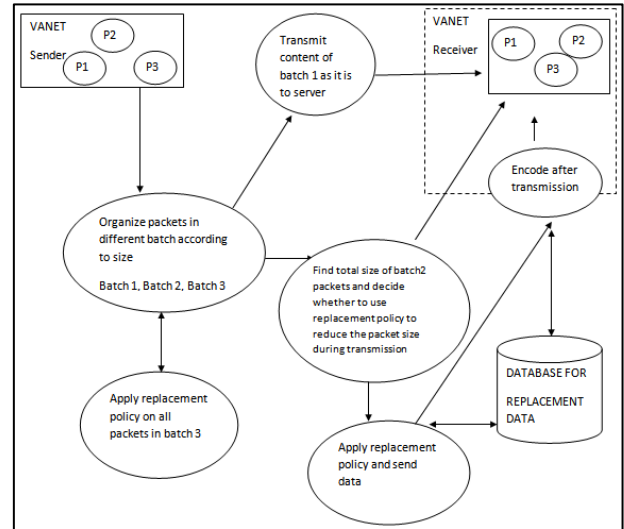 VANET
Sender
P2
P1
P3
Transmit
content of
batch 1 as it is
to server
VANET
Receiver
P1
P2
P3
Encode after
transmission
Organize packets in
different batch according
to size
Batch 1, Batch 2, Batch 3
Find total size of batch2
packets and decide
whether to use
replacement policy to
reduce the packet size
during transmission
Apply replacement
policy on all
packets in batch 3
Apply replacement
policy and send
data
DATABASE FOR
REPLACEMENT
DATA